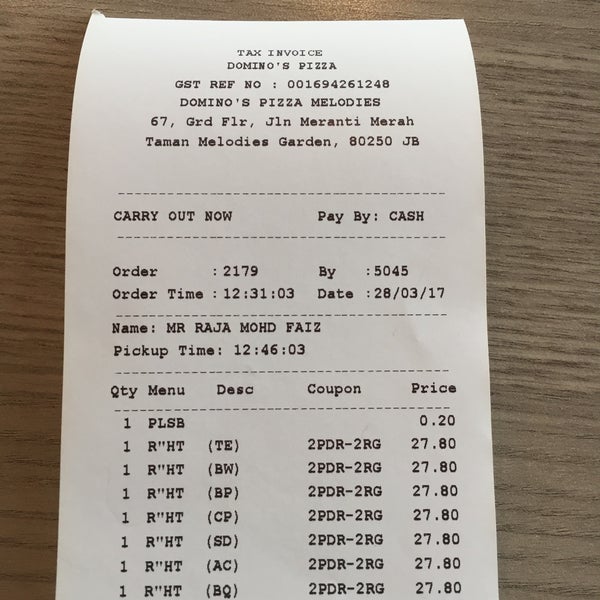 TAX INVOICE
DOMINO'S PIZZA
GST REF NO : 001694261248
DOMINO'S PIZZA MELODIES
67, Grd Flr, Jln Meranti Merah
Taman Melodies Garden, 80250 JB
CARRY OUT NOW Pay By: CASH
Order :2179 By :5045
Order Time :12:31:03 Date :28/03/17
Name: MR RAJA MOHD FAIZ
Pickup Time: 12:46:03
Qty Menu Desc Coupon Price
1 PLSB 0.20
1 R"HT (TE) 2PDR-2RG 27.80
1 R"HT (BW) 2PDR-2RG 27.80
1 R"HT (BP) 2PDR-2RG 27.80
1 R"HT (CP) 2PDR-2RG 27.80
1 R"HT (SD) 2PDR-2RG 27.80
1 R"HT (AC) 2PDR-2RG 27.80
1 R"HT (BQ) 2PDR-2RG 27.80